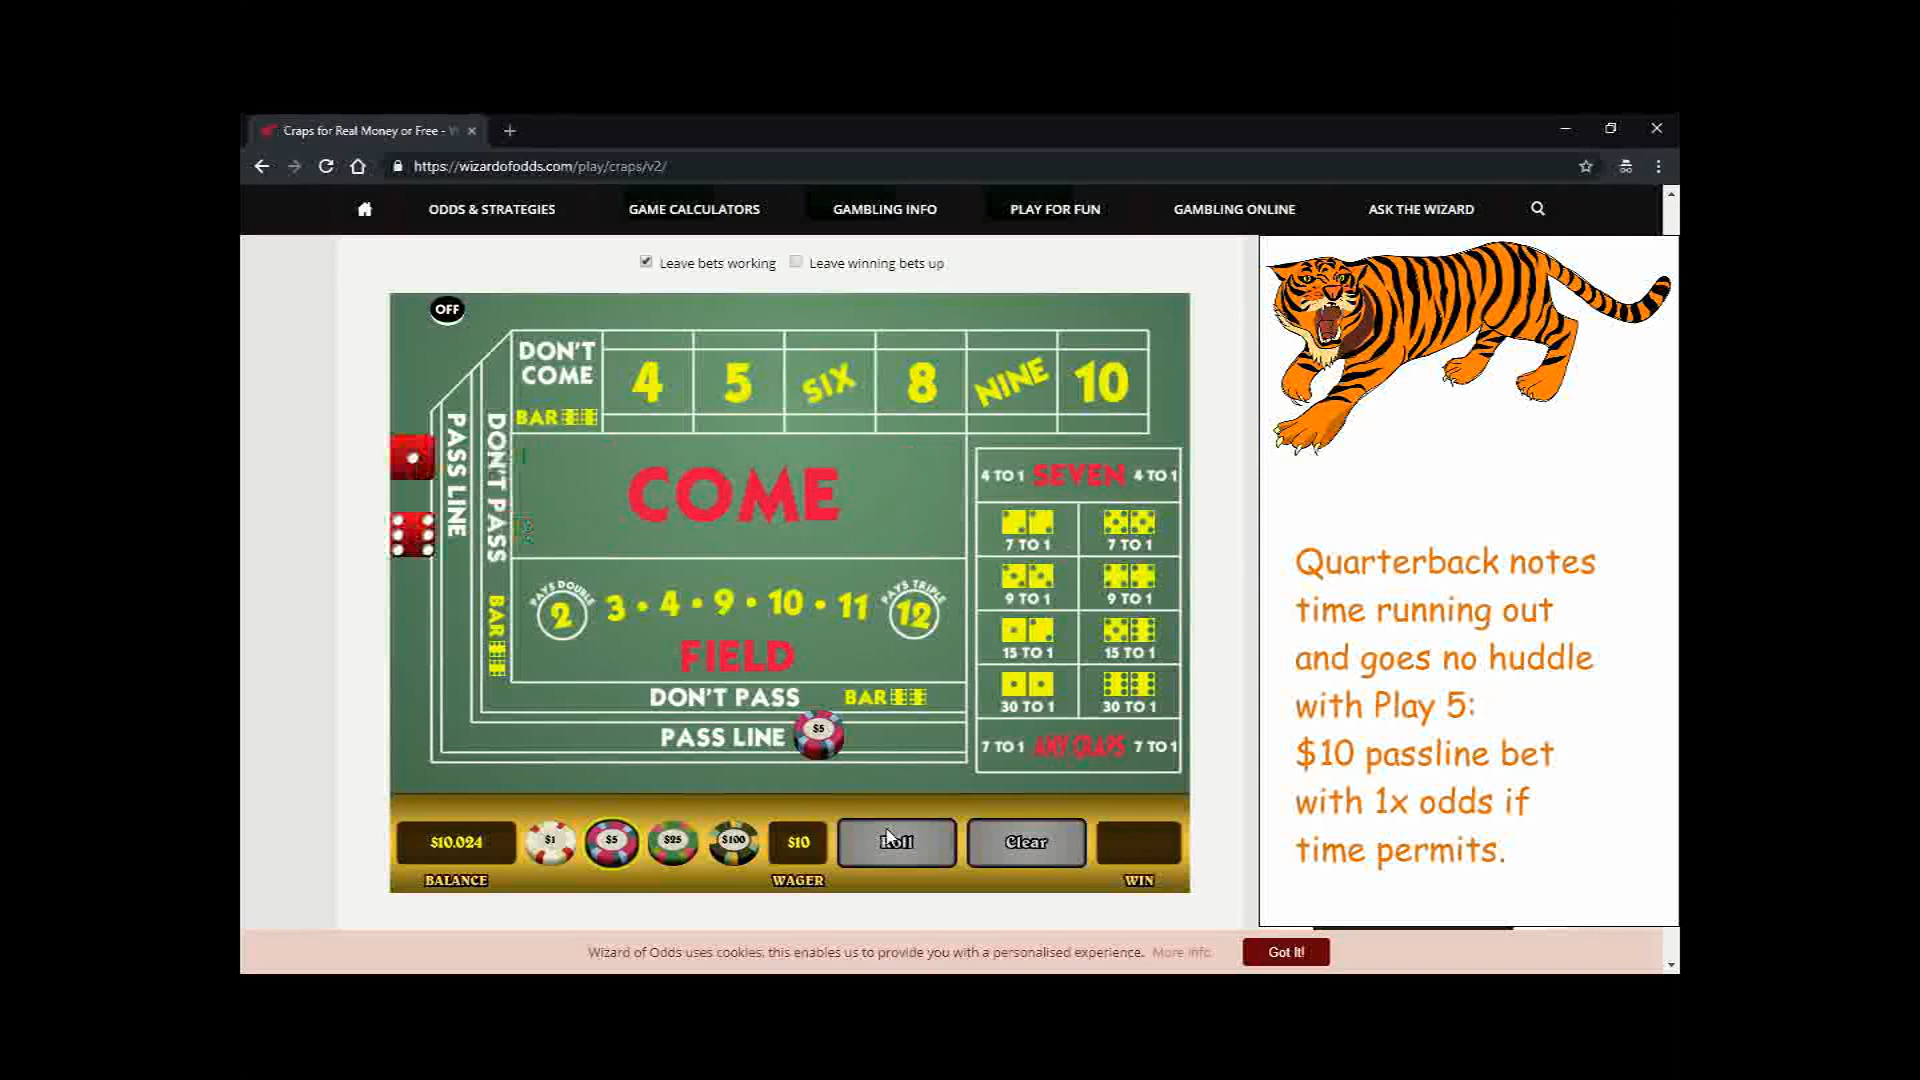 Craps for Real Money or Free - W
https://wizardofodds.com/play/craps/v2/
ODDS & STRATEGIES
GAME CALCULATORS
GAMBLING INFO
PLAY FOR FUN
GAMBLING ONLINE
ASK THE WIZARD
Leave bets working
Leave winning bets up
OFF
DON'T COME
BAR
4
5
SIX
8
NINE
10
PASS LINE
DON'T PASS
BAR
COME
4 TO 1 SEVEN 4 TO 1
7 TO 1
7 TO 1
9 TO 1
9 TO 1
15 TO 1
15 TO 1
30 TO 1
30 TO 1
7 TO 1 ANY CRAPS 7 TO 1
PAYS DOUBLE
2
3 • 4 • 9 • 10 • 11
PAYS TRIPLE
12
FIELD
DON'T PASS BAR
PASS LINE
$5
$10.024
$1
$5
$25
$100
$10
Roll
Clear
BALANCE
WAGER
WIN
Quarterback notes
time running out
and goes no huddle
with Play 5:
$10 passline bet
with 1x odds if
time permits.
Wizard of Odds uses cookies, this enables us to provide you with a personalised experience. More info
Got It!